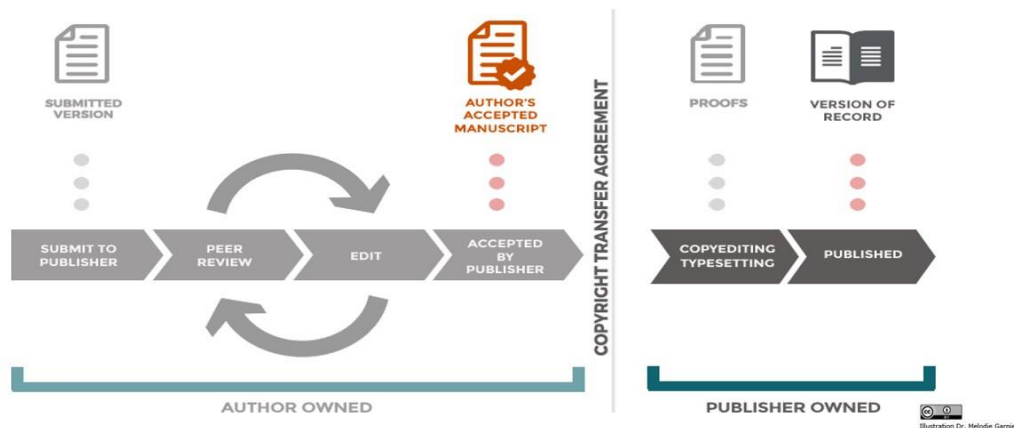 SUBMITTED
VERSION
AUTHOR'S
ACCEPTED
MANUSCRIPT
COPYRIGHT TRANSFER AGREEMENT
PROOFS
VERSION OF
RECORD
SUBMIT TO
PUBLISHER
PEER
REVIEW
EDIT
ACCEPTED
BY
PUBLISHER
COPYEDITING
TYPESETTING
PUBLISHED
AUTHOR OWNED
PUBLISHER OWNED
Illustration Dr. Melodie Garnie